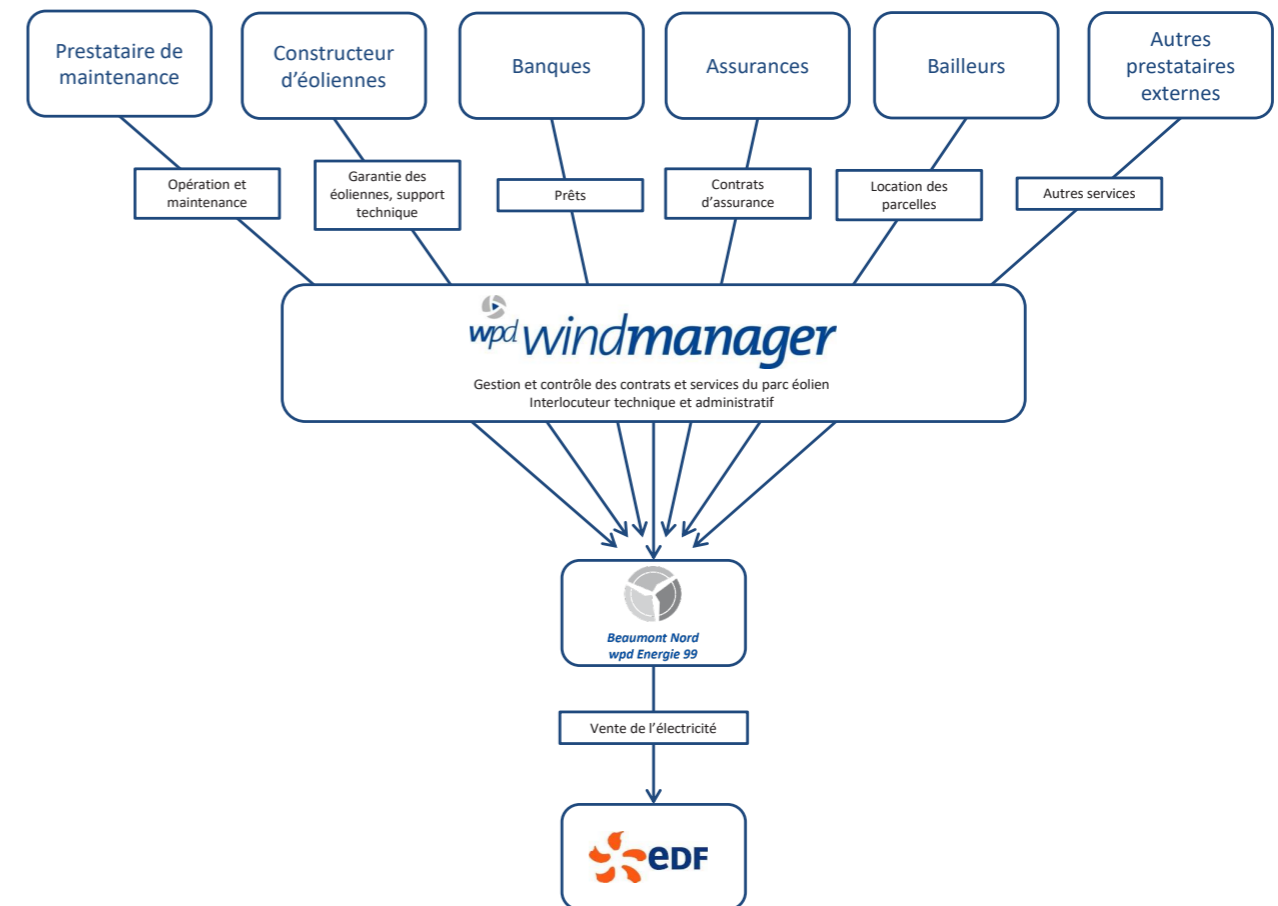 Prestataire de
maintenance
Constructeur
d’éoliennes
Banques
Assurances
Bailleurs
Autres
prestataires
externes
Opération et
maintenance
Garantie des
éoliennes, support
technique
Prêts
Contrats
d’assurance
Location des
parcelles
Autres services
wpd windmanager
Gestion et contrôle des contrats et services du parc éolien
Interlocuteur technique et administratif
Beaumont Nord
wpd Energie 99
Vente de l’électricité
eDF